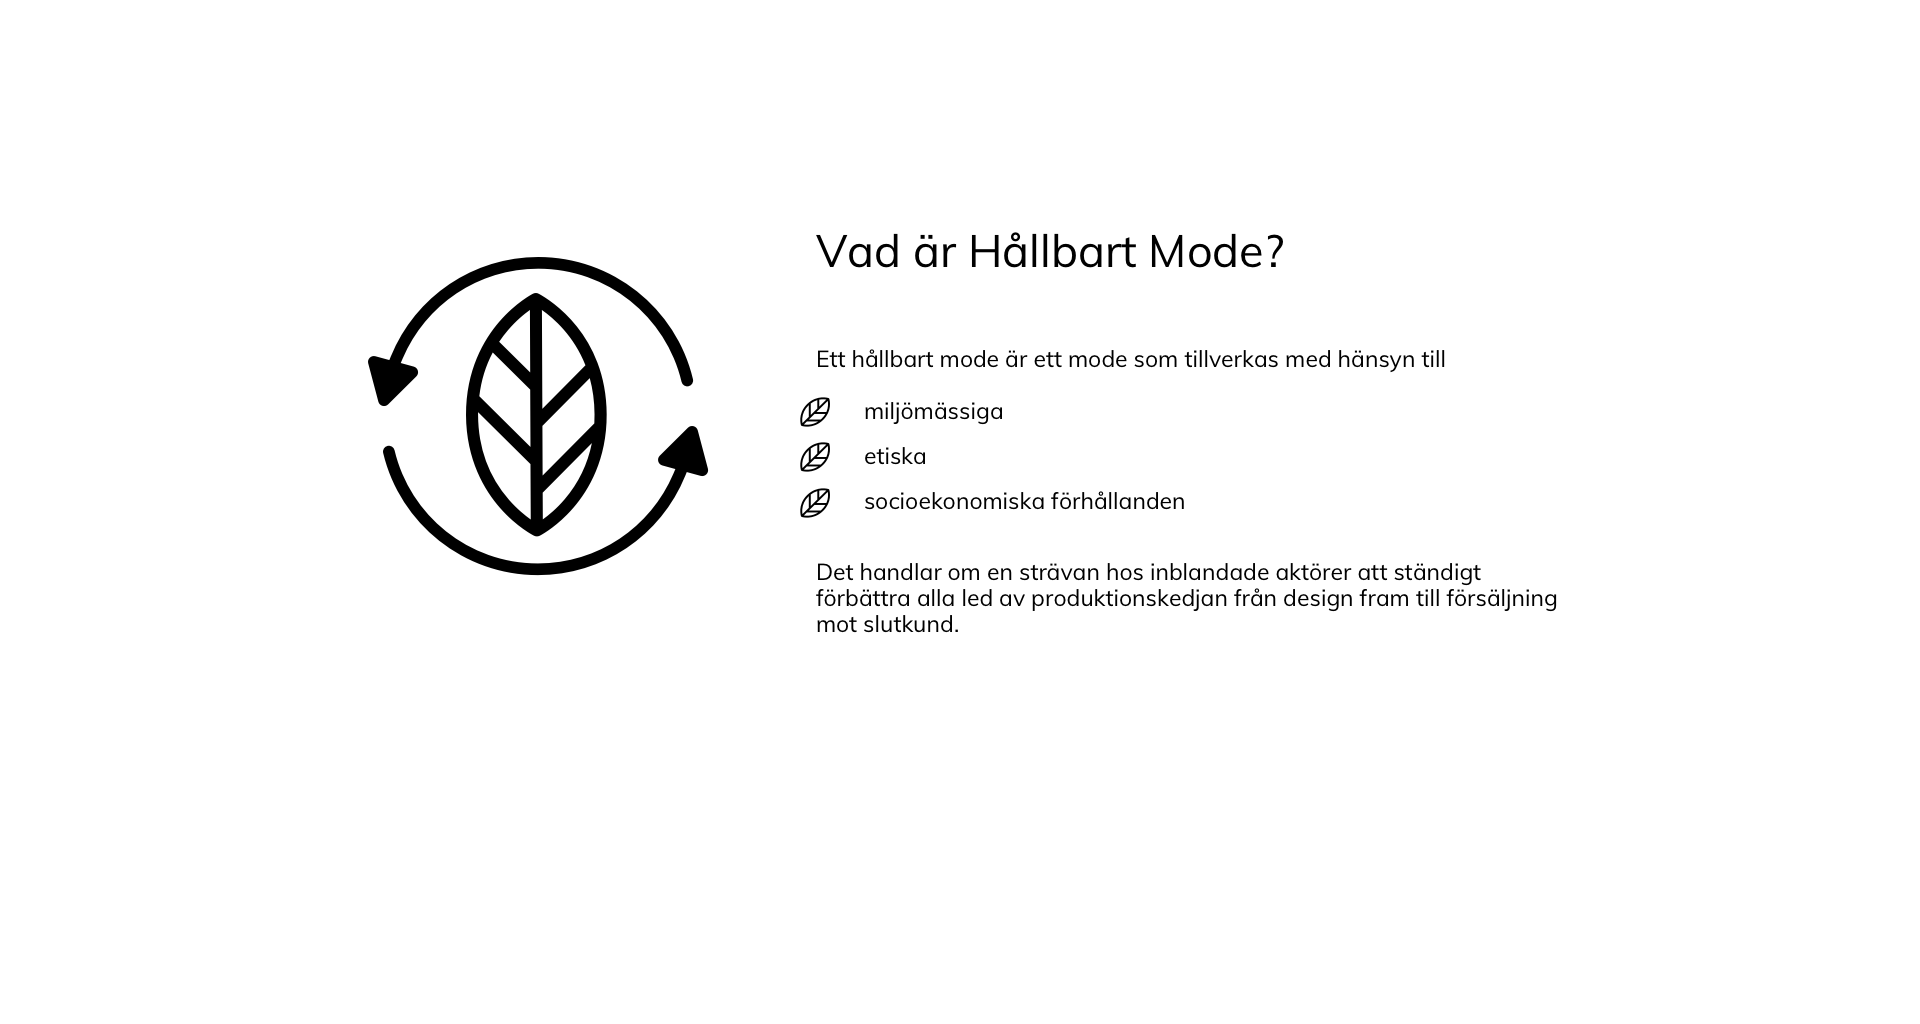 Vad är Hållbart Mode?
Ett hållbart mode är ett mode som tillverkas med hänsyn till
miljömässiga
etiska
socioekonomiska förhållanden
Det handlar om en strävan hos inblandade aktörer att ständigt
förbättra alla led av produktionskedjan från design fram till försäljning
mot slutkund.